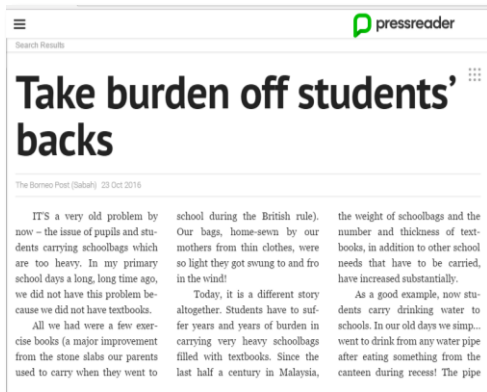 pressreader
Search Results
Take burden off students’
backs
The Borneo Post (Sabah) 23 Oct 2016
IT'S a very old problem by
now – the issue of pupils and stu-
dents carrying schoolbags which
are too heavy. In my primary
school days a long, long time ago,
we did not have this problem be-
cause we did not have textbooks.
All we had were a few exer-
cise books (a major improvement
from the stone slabs our parents
used to carry when they went to
school during the British rule).
Our bags, home-sewn by our
mothers from thin clothes, were
so light they got swung to and fro
in the wind!
Today, it is a different story
altogether. Students have to suf-
fer years and years of burden in
carrying very heavy schoolbags
filled with textbooks. Since the
last half a century in Malaysia,
the weight of schoolbags and the
number and thickness of text-
books, in addition to other school
needs that have to be carried,
have increased substantially.
As a good example, now stu-
dents carry drinking water to
schools. In our old days we simp...
went to drink from any water pipe
after eating something from the
canteen during recess! The pipe